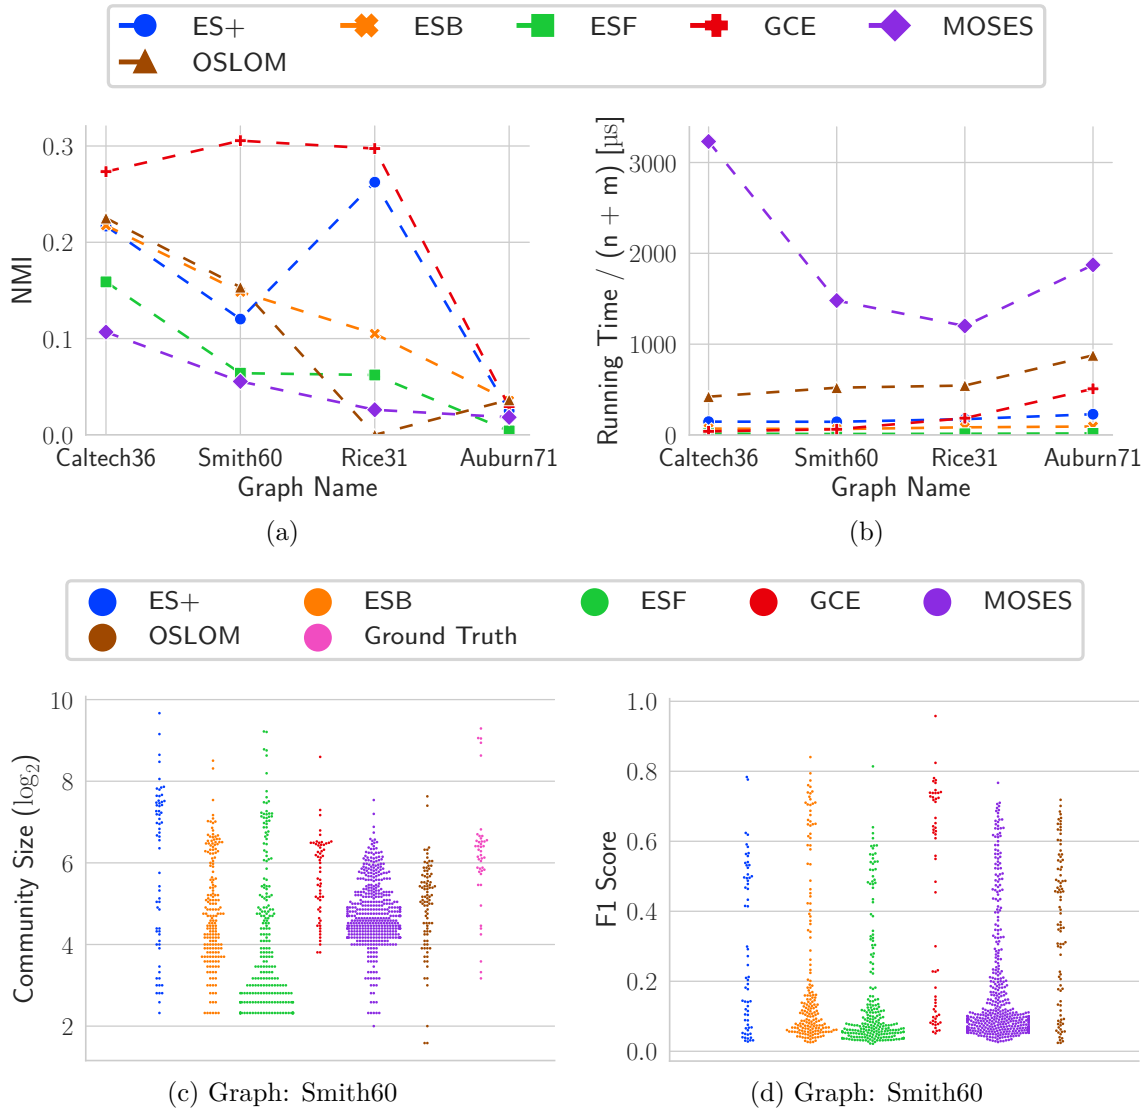 ES+ ESB ESF GCE MOSES
OSLOM
NMI
0.3
0.2
0.1
0.0
Caltech36 Smith60 Rice31 Auburn71
Graph Name
(a)
Running Time / (n + m) [µs]
3000
2000
1000
0
Caltech36 Smith60 Rice31 Auburn71
Graph Name
(b)
ES+ ESB ESF GCE MOSES
OSLOM Ground Truth
Community Size (log₂)
10
8
6
4
2
(c) Graph: Smith60
F1 Score
1.0
0.8
0.6
0.4
0.2
0.0
(d) Graph: Smith60